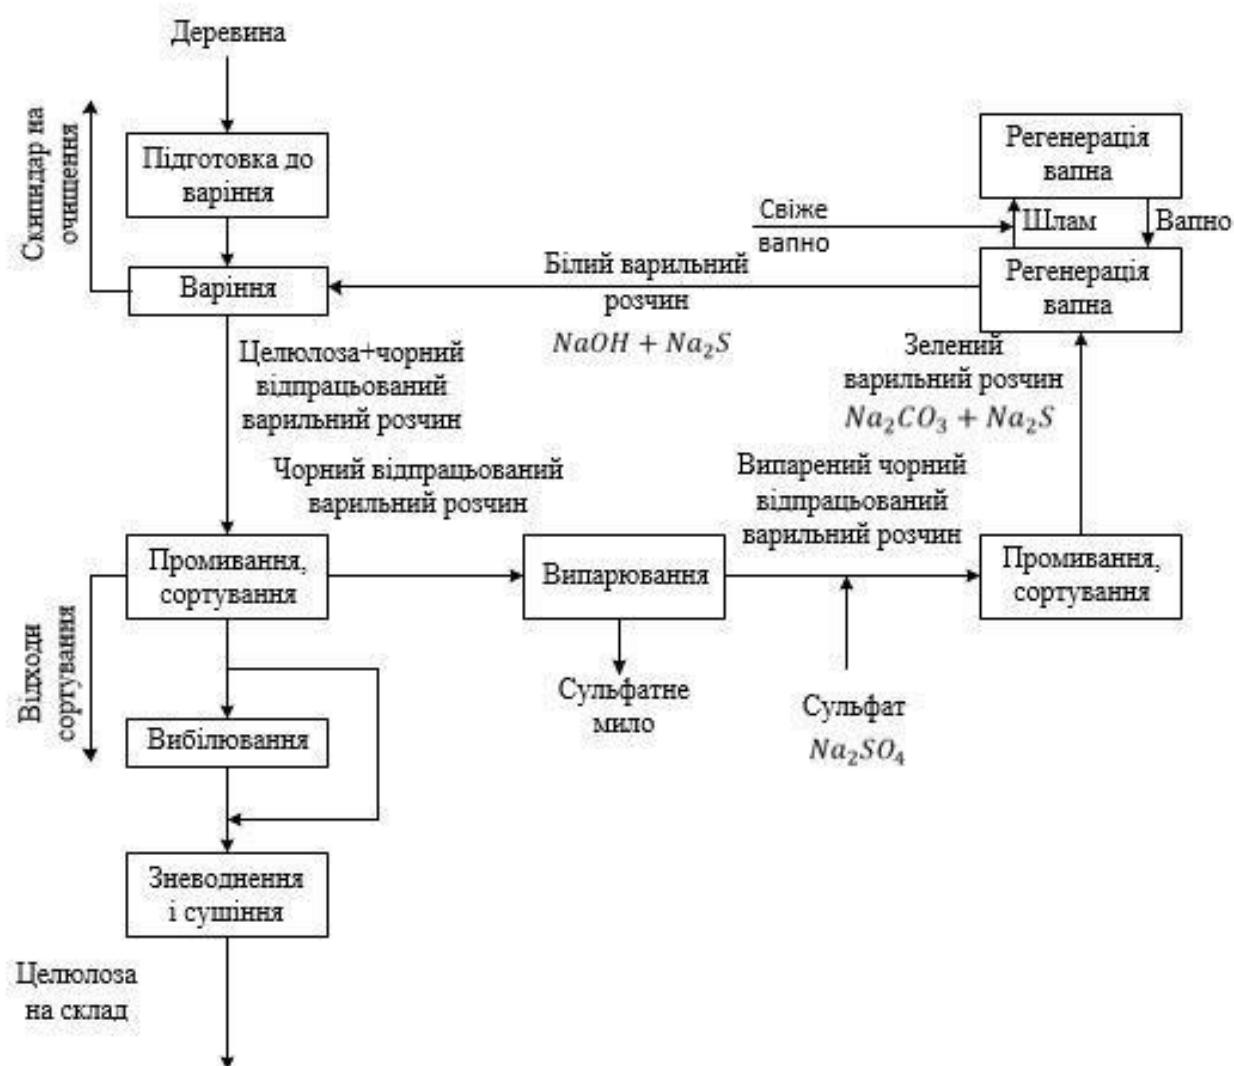 Деревина
Скипидар на
очищення
Підготовка до
варіння
Варіння
Регенерація
вапна
Свіже
вапно
Шлам
Вапно
Регенерація
вапна
Білий варильний
розчин
NaOH + Na₂S
Целюлоза+чорний
відпрацьований
варильний розчин
Зелений
варильний розчин
Na₂CO₃ + Na₂S
Чорний відпрацьований
варильний розчин
Випарений чорний
відпрацьований
варильний розчин
Промивання,
сортування
Випарювання
Промивання,
сортування
Відходи
сортування
Сульфатне
мило
Сульфат
Na₂SO₄
Вибілювання
Зневоднення
і сушіння
Целюлоза
на склад